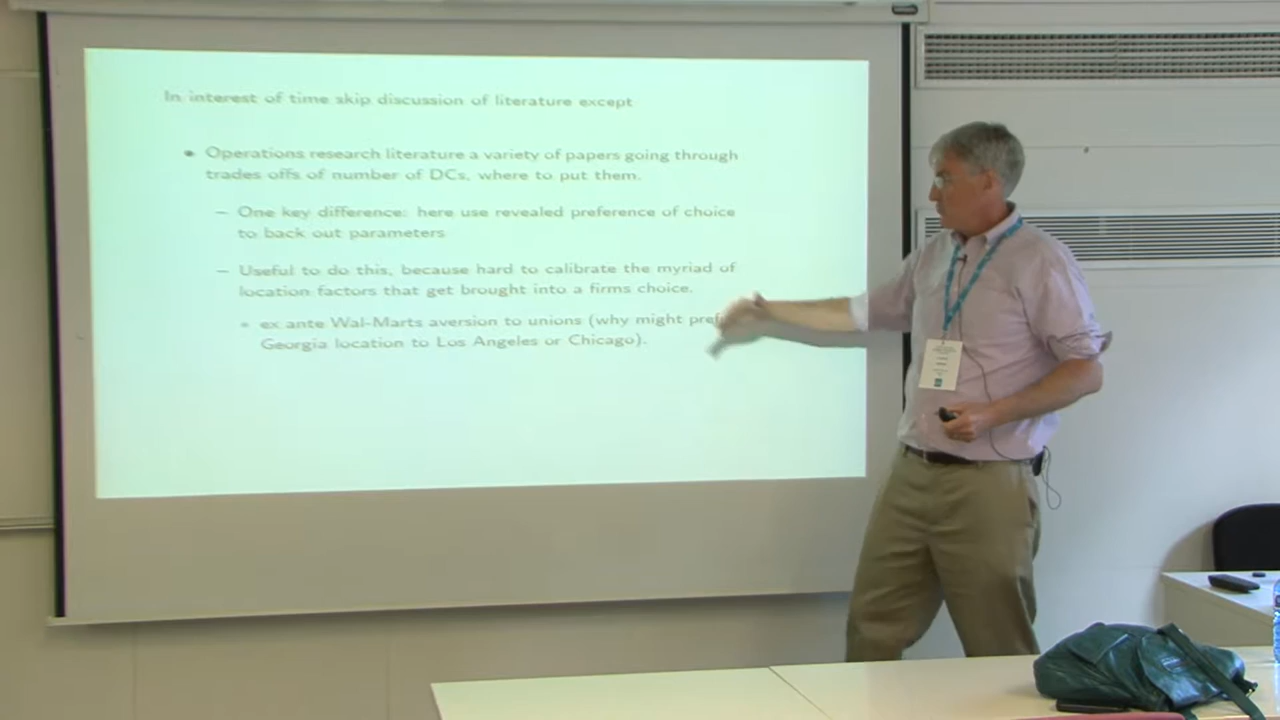 In interest of time skip discussion of literature except
• Operations research literature a variety of papers going through
trades offs of number of DCs, where to put them.
– One key difference: here use revealed preference of choice
to back out parameters
– Useful to do this, because hard to calibrate the myriad of
location factors that get brought into a firms choice.
* ex ante Wal-Marts aversion to unions (why might
Georgia location to Los Angeles or Chicago).